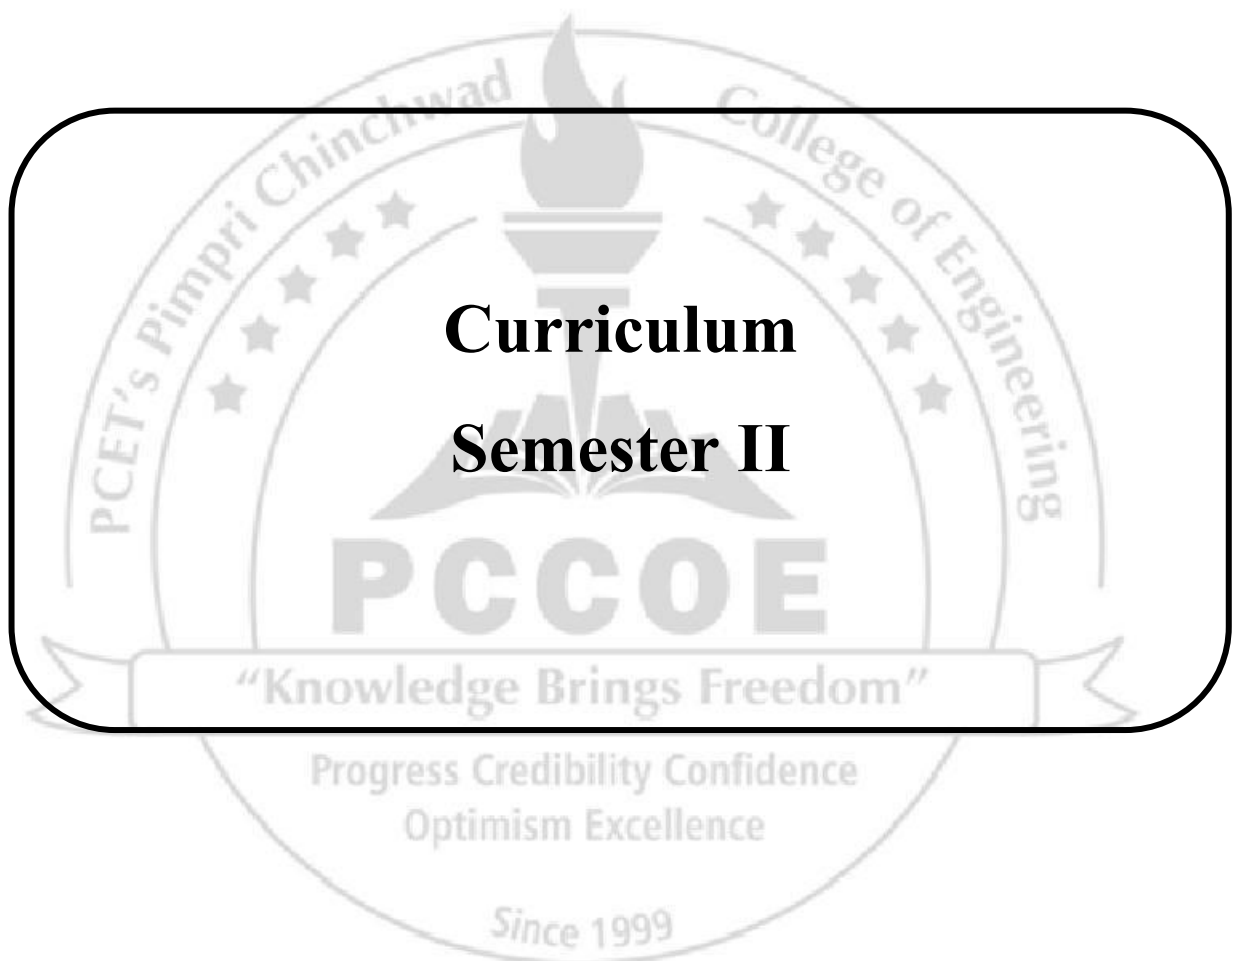 PCET's Pimpri Chinchwad College of Engineering
Curriculum
Semester II
PCCOE
“Knowledge Brings Freedom”
Progress Credibility Confidence
Optimism Excellence
Since 1999